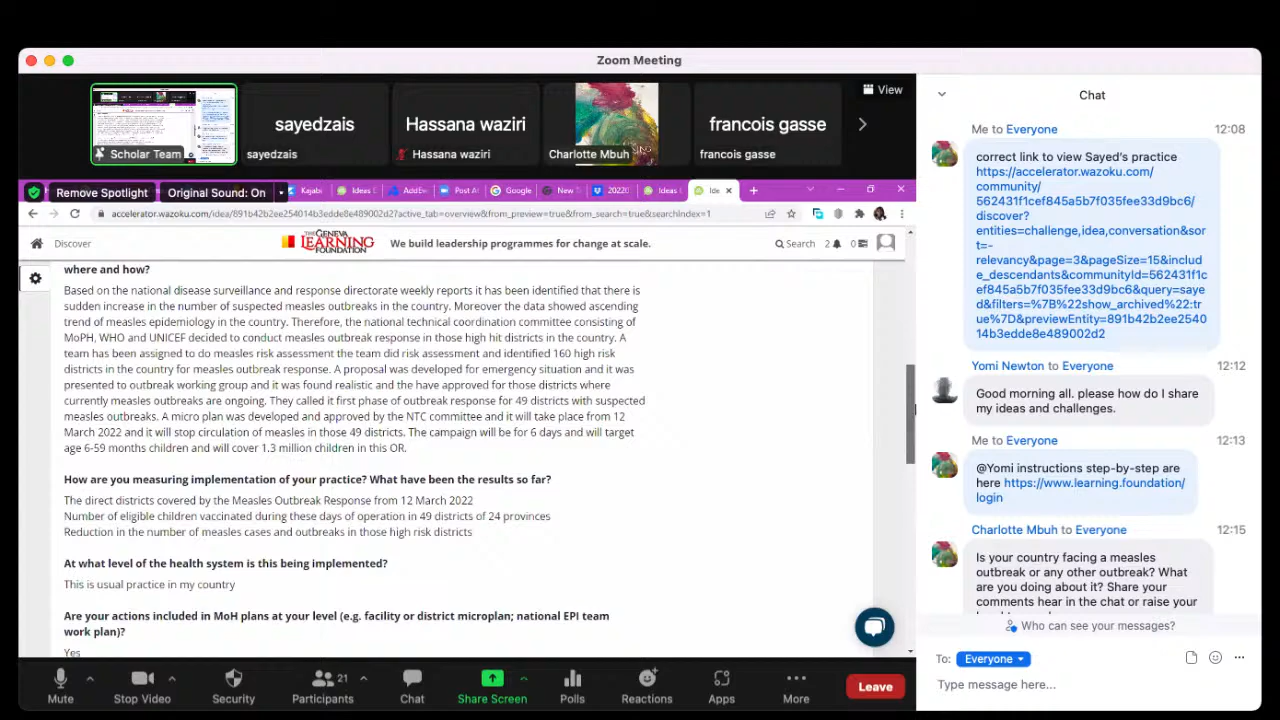 Zoom Meeting
View
sayedzais
Hassana waziri
francois gasse
Scholar Team
sayedzais
Hassana waziri
Charlotte Mbuh
francois gasse
Remove Spotlight
Original Sound: On
Kajabi
Ideas
AddE
Post A
Google
New T
2022
Ideas
Ide
accelerator.wazoku.com/idea/891b42b2ee254014b3edde8e489002d2?active_tab=overview&from_preview=true&from_search=true&searchIndex=1
Discover
THE GENEVA LEARNING FOUNDATION
We build leadership programmes for change at scale.
Search
2
0
where and how?
Based on the national disease surveillance and response directorate weekly reports it has been identified that there is
sudden increase in the number of suspected measles outbreaks in the country. Moreover the data showed ascending
trend of measles epidemiology in the country. Therefore, the national technical coordination committee consisting of
MoPH, WHO and UNICEF decided to conduct measles outbreak response in those high hit districts in the country. A
team has been assigned to do measles risk assessment the team did risk assessment and identified 160 high risk
districts in the country for measles outbreak response. A proposal was developed for emergency situation and it was
presented to outbreak working group and it was found realistic and the have approved for those districts where
currently measles outbreaks are ongoing. They called it first phase of outbreak response for 49 districts with suspected
measles outbreaks. A micro plan was developed and approved by the NTC committee and it will take place from 12
March 2022 and it will stop circulation of measles in those 49 districts. The campaign will be for 6 days and will target
age 6-59 months children and will cover 1.3 million children in this OR.
How are you measuring implementation of your practice? What have been the results so far?
The direct districts covered by the Measles Outbreak Response from 12 March 2022
Number of eligible children vaccinated during these days of operation in 49 districts of 24 provinces
Reduction in the number of measles cases and outbreaks in those high risk districts
At what level of the health system is this being implemented?
This is usual practice in my country
Are your actions included in MoH plans at your level (e.g. facility or district microplan; national EPI team
work plan)?
Yes
Mute
Stop Video
Security
Participants
21
Chat
Share Screen
Polls
Reactions
Apps
More
Leave
Chat
Me to Everyone
12:08
correct link to view Sayed's practice
https://accelerator.wazoku.com/
community/
562431f1cef845a5b7f035fee33d9bc6/
discover?
entities=challenge,idea,conversation&sor
t=-
relevancy&page=3&pageSize=15&includ
e_descendants&communityId=562431f1c
ef845a5b7f035fee33d9bc6&query=saye
d&filters=%7B%22show_archived%22:tr
ue%7D&previewEntity=891b42b2ee2540
14b3edde8e489002d2
Yomi Newton to Everyone
12:12
Good morning all. please how do I share
my ideas and challenges.
Me to Everyone
12:13
@Yomi instructions step-by-step are
here https://www.learning.foundation/
login
Charlotte Mbuh to Everyone
12:15
Is your country facing a measles
outbreak or any other outbreak? What
are you doing about it? Share your
comments hear in the chat or raise your
Who can see your messages?
To: Everyone
Type message here...